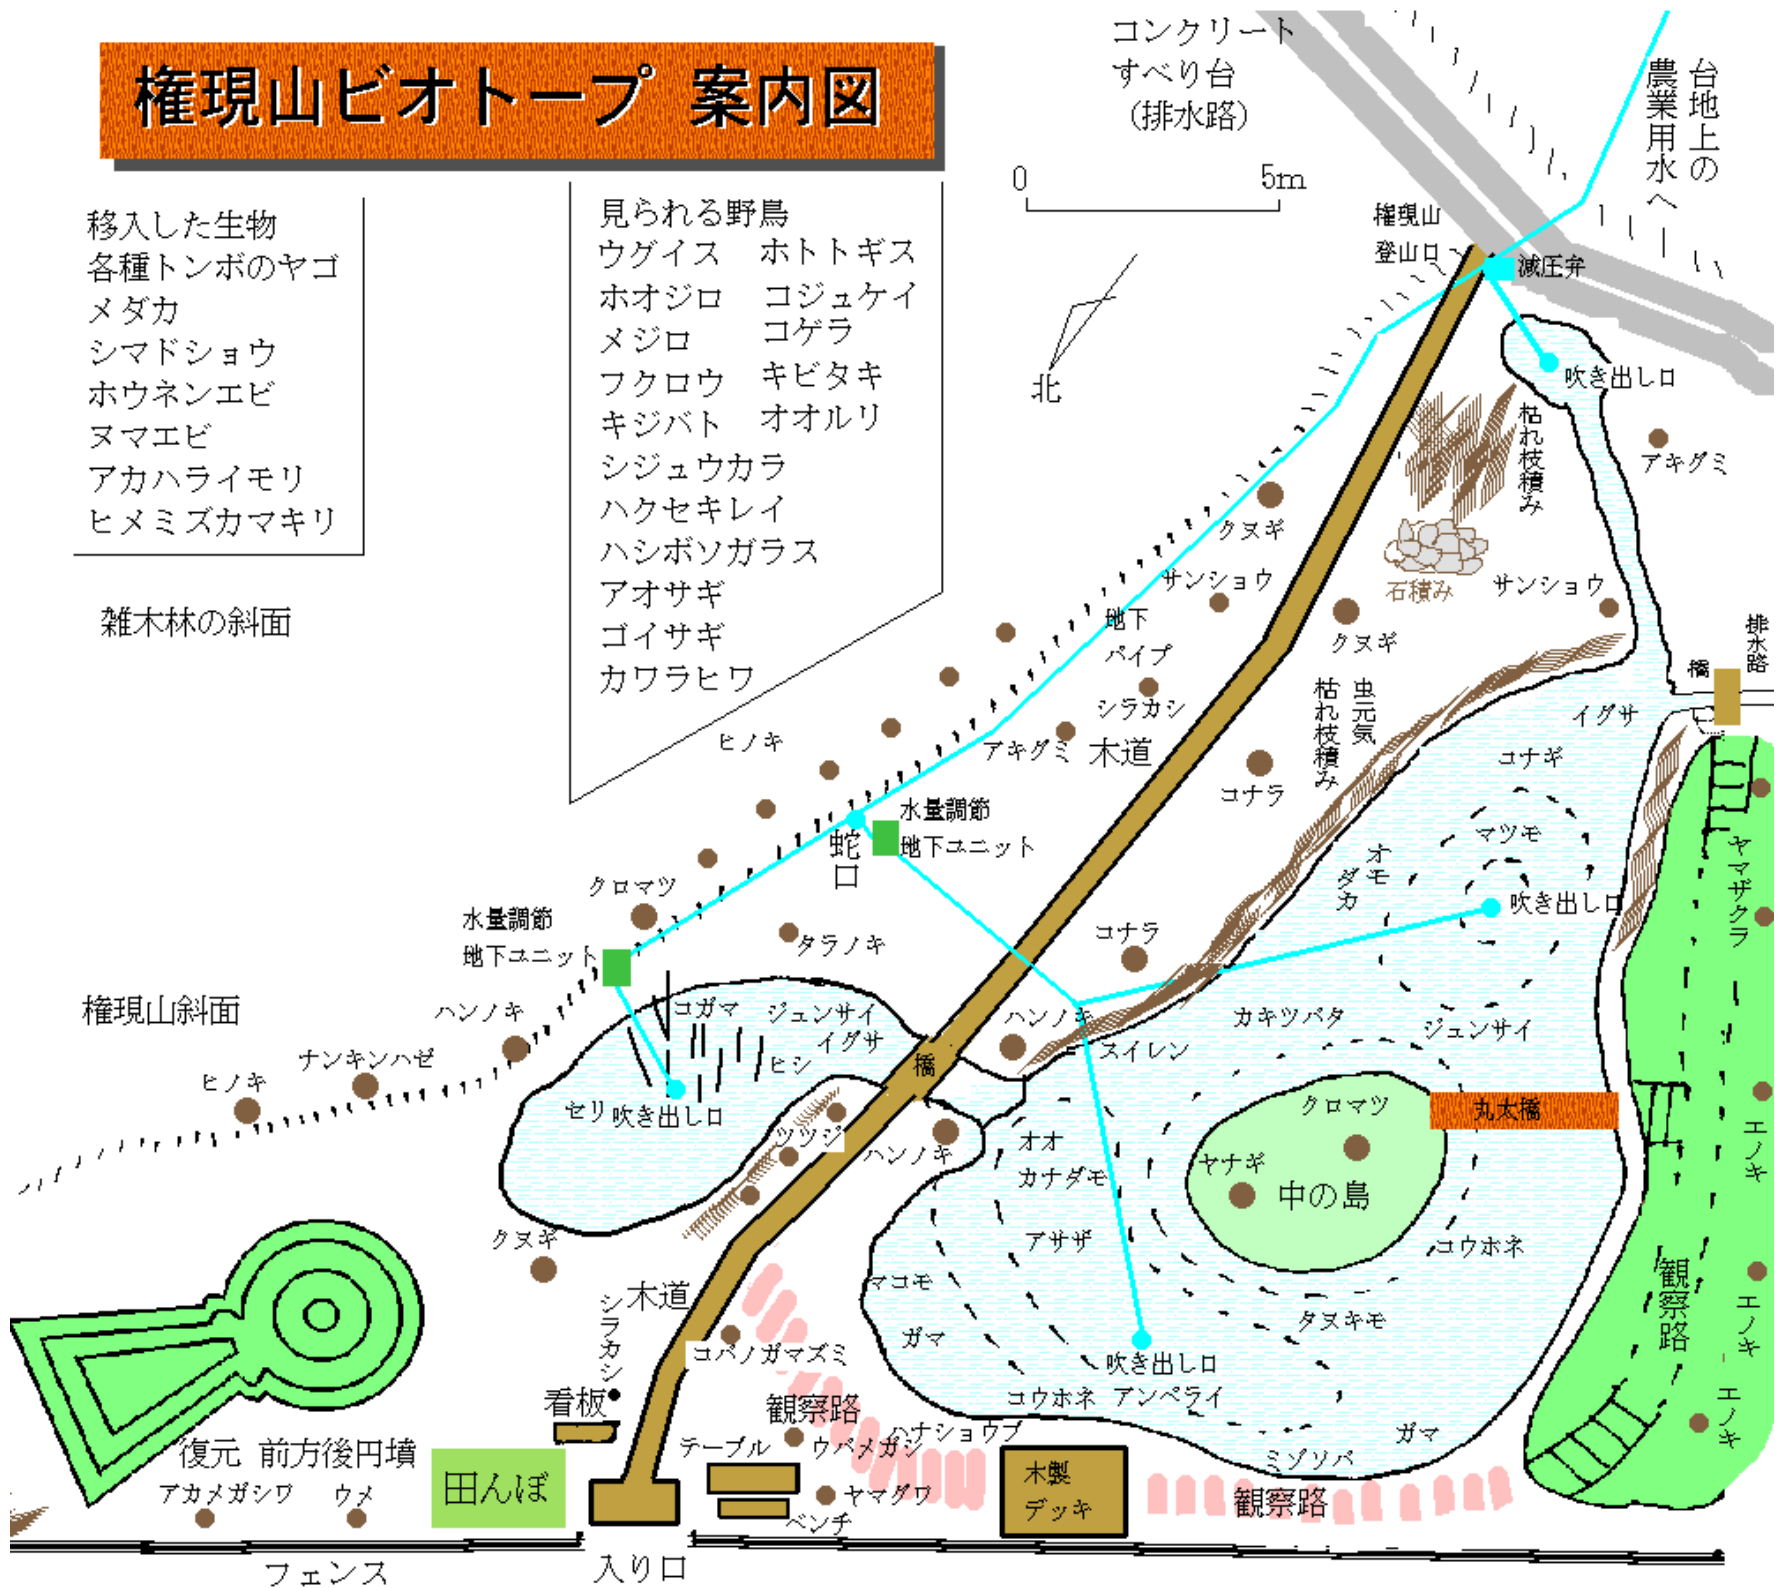 権現山ビオトープ 案内図
コンクリート
すべり台
(排水路)
台地上の
農業用水へ
0 5m
北
移入した生物
各種トンボのヤゴ
メダカ
シマドショウ
ホウネンエビ
ヌマエビ
アカハライモリ
ヒメミズカマキリ
見られる野鳥
ウグイス ホトトギス
ホオジロ コジュケイ
メジロ コゲラ
フクロウ キビタキ
キジバト オオルリ
シジュウカラ
ハクセキレイ
ハシボソガラス
アオサギ
ゴイサギ
カワラヒワ
雑木林の斜面
権現山
登山口
減圧弁
吹き出し口
枯れ枝積み
アキグミ
クヌギ
サンショウ
石積み
サンショウ
クヌギ
地下
パイプ
シラカシ
アキグミ
木道
ヒノキ
虫元気
枯れ枝積み
コナラ
排水路
橋
イグサ
コナギ
マツモ
オモ
ダカ
吹き出し口
ヤマザクラ
水量調節
地下ユニット
蛇口
クロマツ
水量調節
地下ユニット
タラノキ
コナラ
権現山斜面
ハンノキ
ナンキンハゼ
ヒノキ
コガマ
ジュンサイ
イグサ
ヒシ
セリ
吹き出し口
橋
ハンノキ
スイレン
カキツバタ
ジュンサイ
ツツジ
ハンノキ
オオ
カナダモ
クロマツ
ヤナギ
中の島
丸太橋
エノキ
クヌギ
アサザ
マコモ
ガマ
コウホネ
タヌキモ
観察路
エノキ
木道
シラカシ
コバノガマズミ
吹き出し口
コウホネ
アンペライ
ガマ
ミゾソバ
エノキ
看板
観察路
ハナショウブ
テーブル
ウバメガシ
ヤマグワ
ベンチ
木製
デッキ
観察路
復元 前方後円墳
アカメガシワ
ウメ
田んぼ
フェンス
入り口